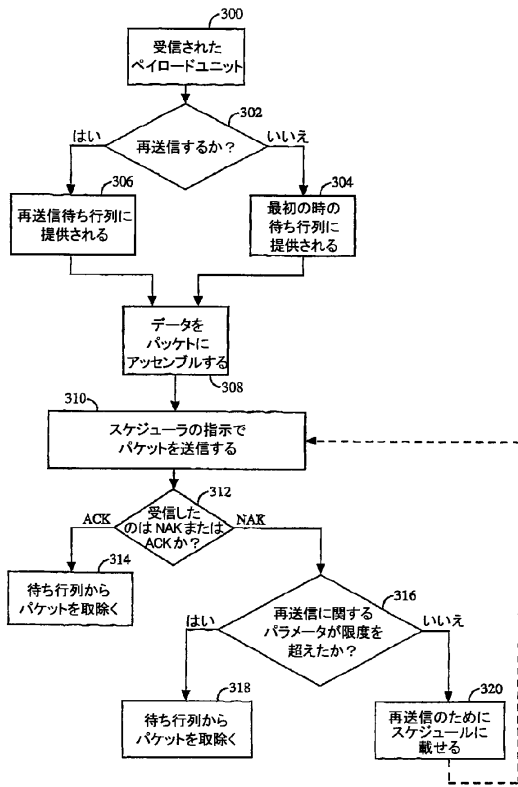 300
受信された
ペイロードユニット
302
はい
再送信するか？
いいえ
306
再送信待ち行列に
提供される
304
最初の時の
待ち行列に
提供される
データを
パケットに
アッセンブルする
308
310
スケジューラの指示で
パケットを送信する
312
受信した
のは NAK または
ACK か？
ACK
NAK
314
待ち行列から
パケットを取除く
316
再送信に関する
パラメータが限度を
超えたか？
はい
いいえ
318
待ち行列から
パケットを取除く
320
再送信のために
スケジュールに
載せる